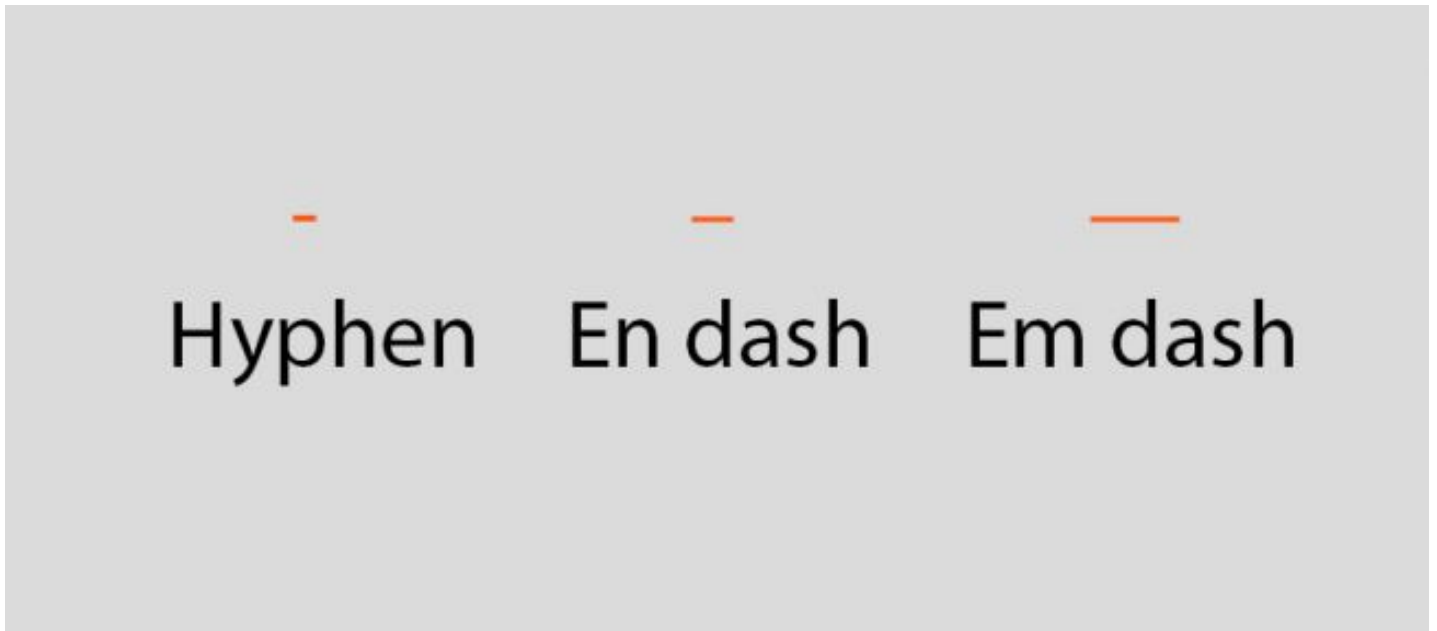 - – —
Hyphen En dash Em dash